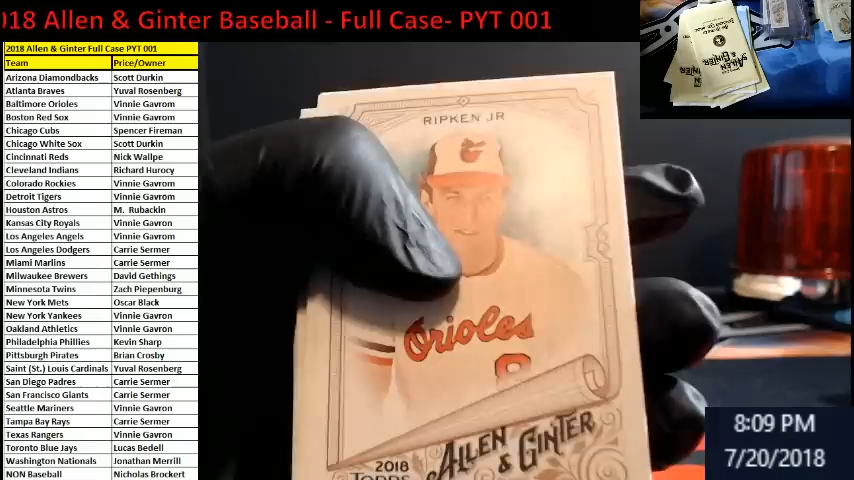 018 Allen & Ginter Baseball - Full Case- PYT 001
2018 Allen & Ginter Full Case PYT 001
Team Price/Owner
Arizona Diamondbacks Scott Durkin
Atlanta Braves Yuval Rosenberg
Baltimore Orioles Vinnie Gavrom
Boston Red Sox Vinnie Gavrom
Chicago Cubs Spencer Fireman
Chicago White Sox Scott Durkin
Cincinnati Reds Nick Wallpe
Cleveland Indians Richard Hurocy
Colorado Rockies Vinnie Gavrom
Detroit Tigers Vinnie Gavrom
Houston Astros M. Rubackin
Kansas City Royals Vinnie Gavron
Los Angeles Angels Vinnie Gavrom
Los Angeles Dodgers Carrie Sermer
Miami Marlins Carrie Sermer
Milwaukee Brewers David Gethings
Minnesota Twins Zach Piepenburg
New York Mets Oscar Black
New York Yankees Vinnie Gavron
Oakland Athletics Vinnie Gavron
Philadelphia Phillies Kevin Sharp
Pittsburgh Pirates Brian Crosby
Saint (St.) Louis Cardinals Yuval Rosenberg
San Diego Padres Carrie Sermer
San Francisco Giants Carrie Sermer
Seattle Mariners Vinnie Gavron
Tampa Bay Rays Carrie Sermer
Texas Rangers Vinnie Gavron
Toronto Blue Jays Lucas Bedell
Washington Nationals Jonathan Merrill
NON Baseball Nicholas Brockert
RIPKEN JR
Orioles
8
2018
TOPPS
ALLEN
& GINTER
ALLEN
& GINTER
8:09 PM
7/20/2018